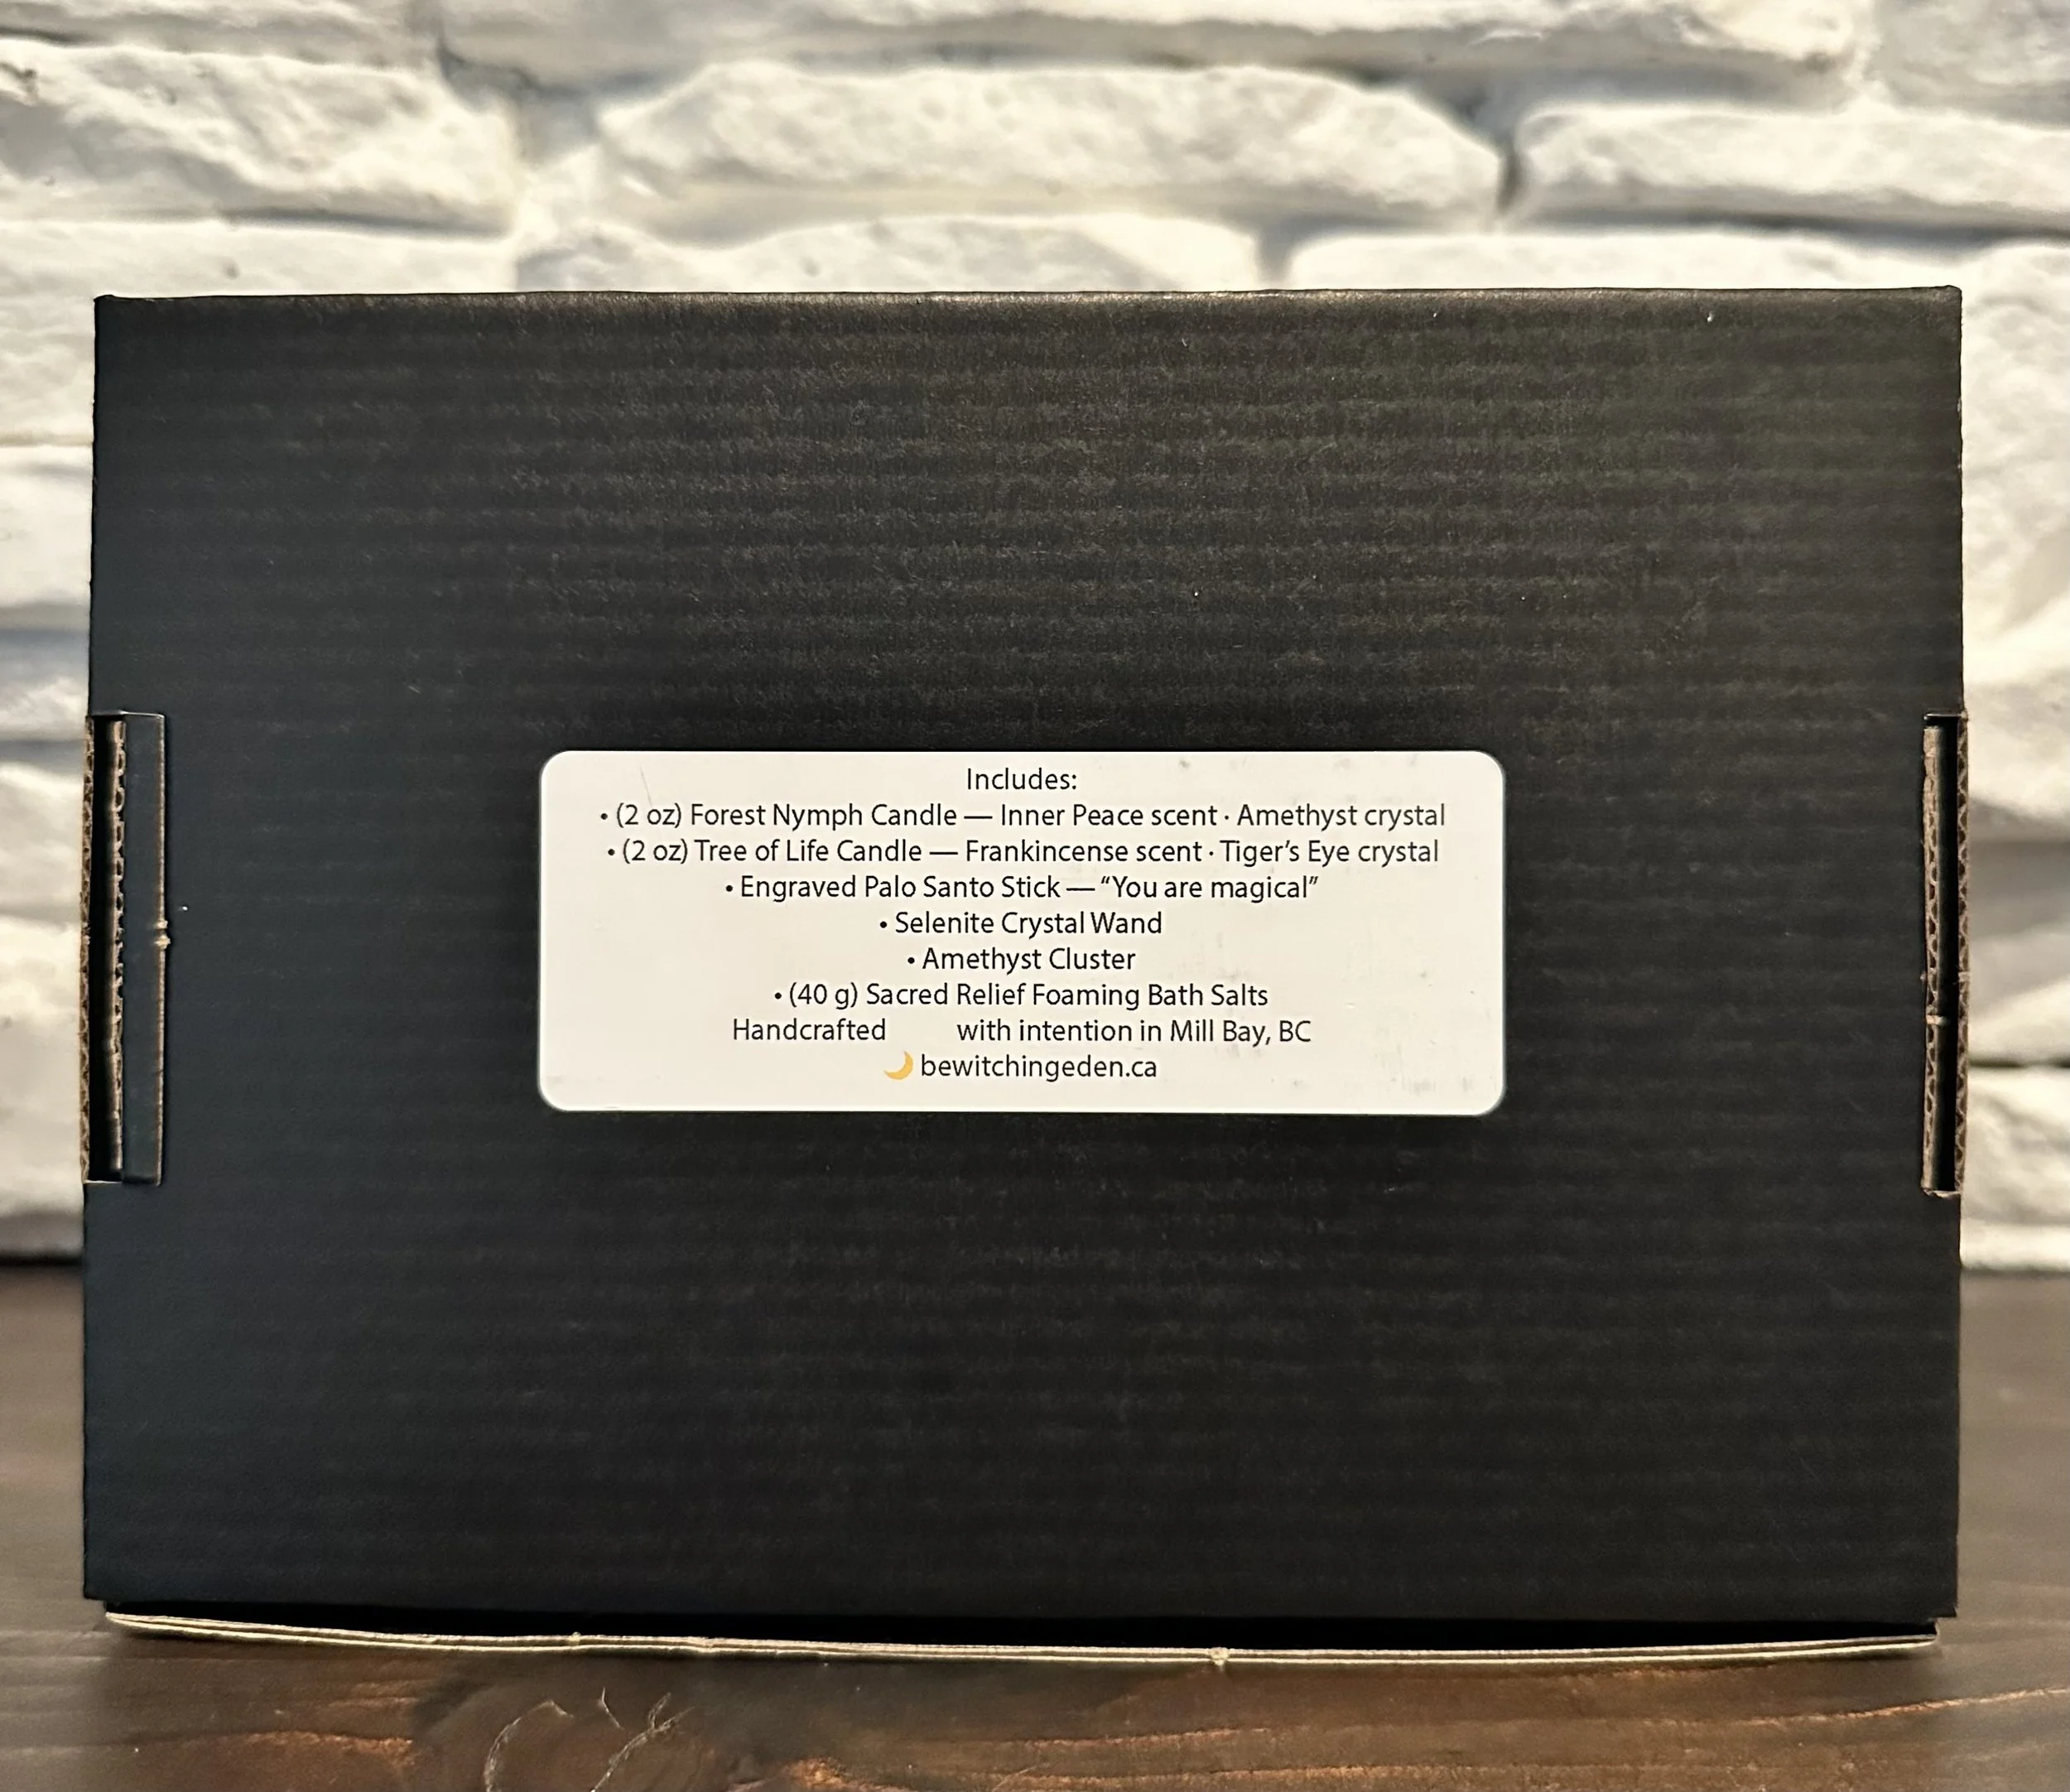 Includes:
• (2 oz) Forest Nymph Candle — Inner Peace scent · Amethyst crystal
• (2 oz) Tree of Life Candle — Frankincense scent · Tiger’s Eye crystal
• Engraved Palo Santo Stick — “You are magical”
• Selenite Crystal Wand
• Amethyst Cluster
• (40 g) Sacred Relief Foaming Bath Salts
Handcrafted with intention in Mill Bay, BC
🌙 bewitchingeden.ca